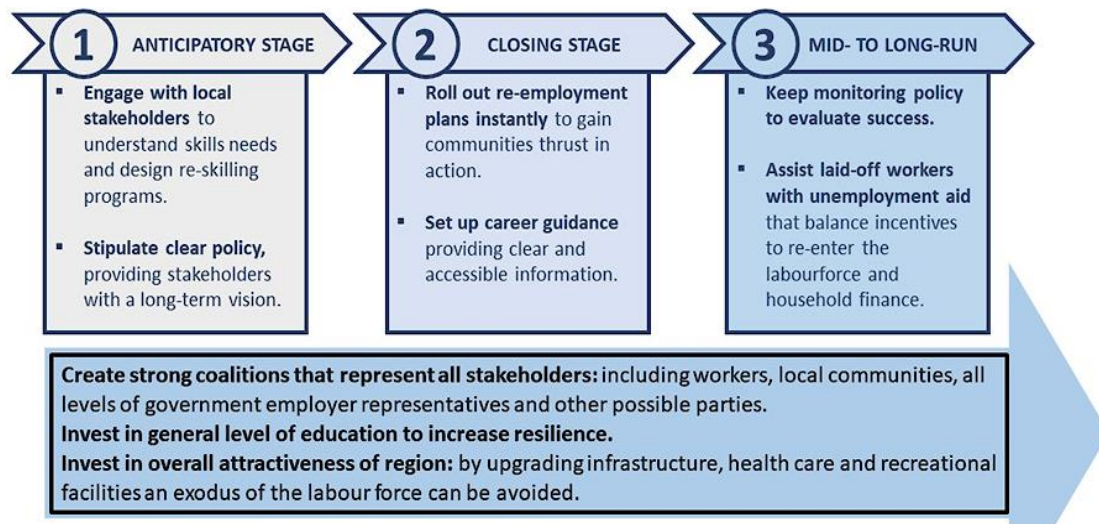 1 ANTICIPATORY STAGE
▪ Engage with local
stakeholders to
understand skills needs
and design re-skilling
programs.
▪ Stipulate clear policy,
providing stakeholders
with a long-term vision.
2 CLOSING STAGE
▪ Roll out re-employment
plans instantly to gain
communities thrust in
action.
▪ Set up career guidance
providing clear and
accessible information.
3 MID- TO LONG-RUN
▪ Keep monitoring policy
to evaluate success.
▪ Assist laid-off workers
with unemployment aid
that balance incentives
to re-enter the
labourforce and
household finance.
Create strong coalitions that represent all stakeholders: including workers, local communities, all
levels of government employer representatives and other possible parties.
Invest in general level of education to increase resilience.
Invest in overall attractiveness of region: by upgrading infrastructure, health care and recreational
facilities an exodus of the labour force can be avoided.